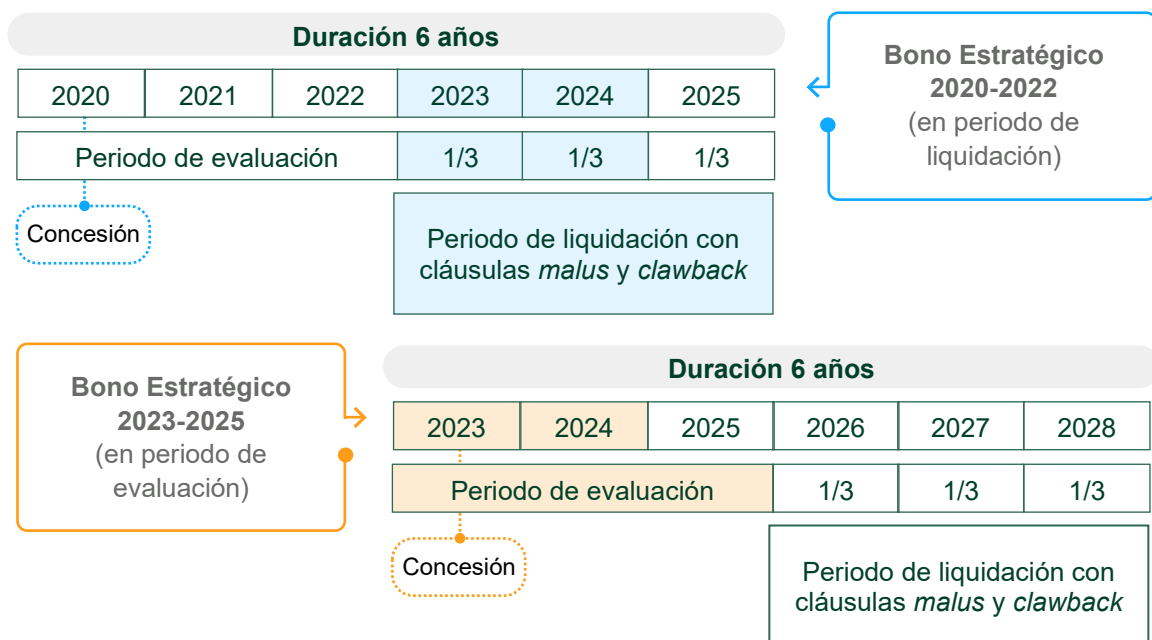 Duración 6 años
2020 2021 2022 2023 2024 2025
Periodo de evaluación 1/3 1/3 1/3
Concesión
Periodo de liquidación con
cláusulas malus y clawback
Bono Estratégico
2020-2022
(en periodo de
liquidación)
Bono Estratégico
2023-2025
(en periodo de
evaluación)
Duración 6 años
2023 2024 2025 2026 2027 2028
Periodo de evaluación 1/3 1/3 1/3
Concesión
Periodo de liquidación con
cláusulas malus y clawback